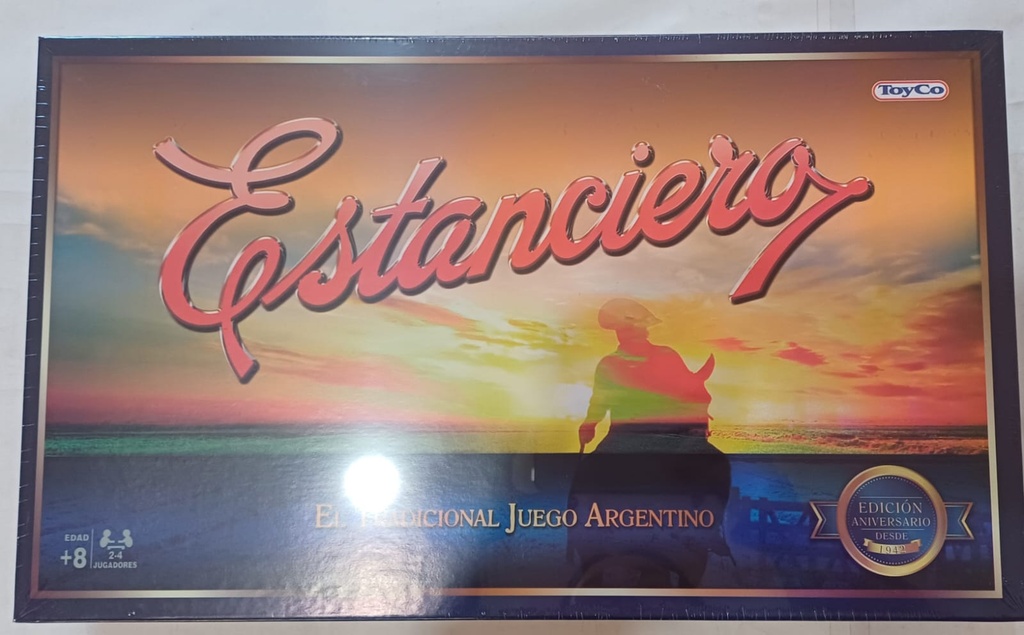 ToyCo
Estanciero
EL TRADICIONAL JUEGO ARGENTINO
EDAD
+8
2-4
JUGADORES
EDICIÓN
ANIVERSARIO
DESDE
1942